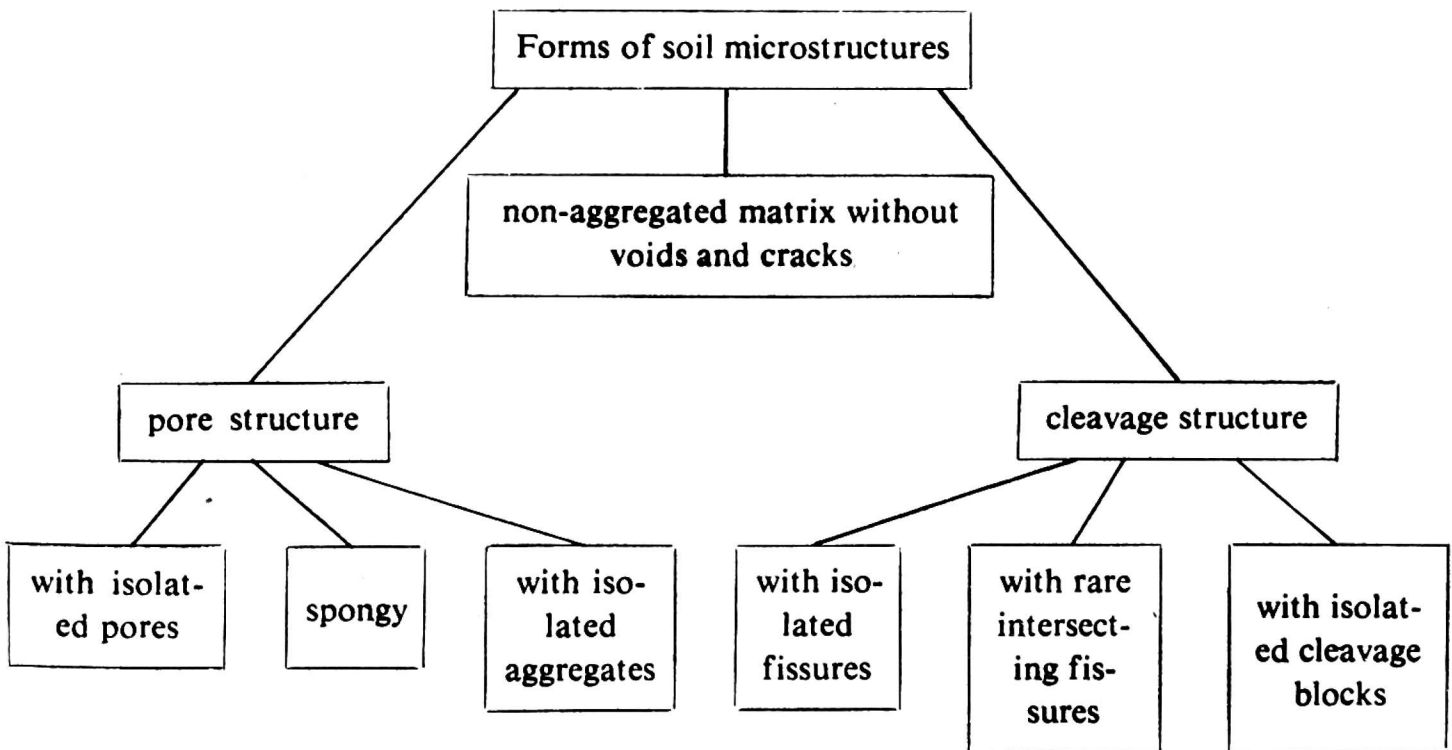 Forms of soil microstructures
non-aggregated matrix without
voids and cracks
pore structure
cleavage structure
with isolat-
ed pores
spongy
with iso-
lated
aggregates
with iso-
lated
fissures
with rare
intersect-
ing fis-
sures
with isolat-
ed cleavage
blocks